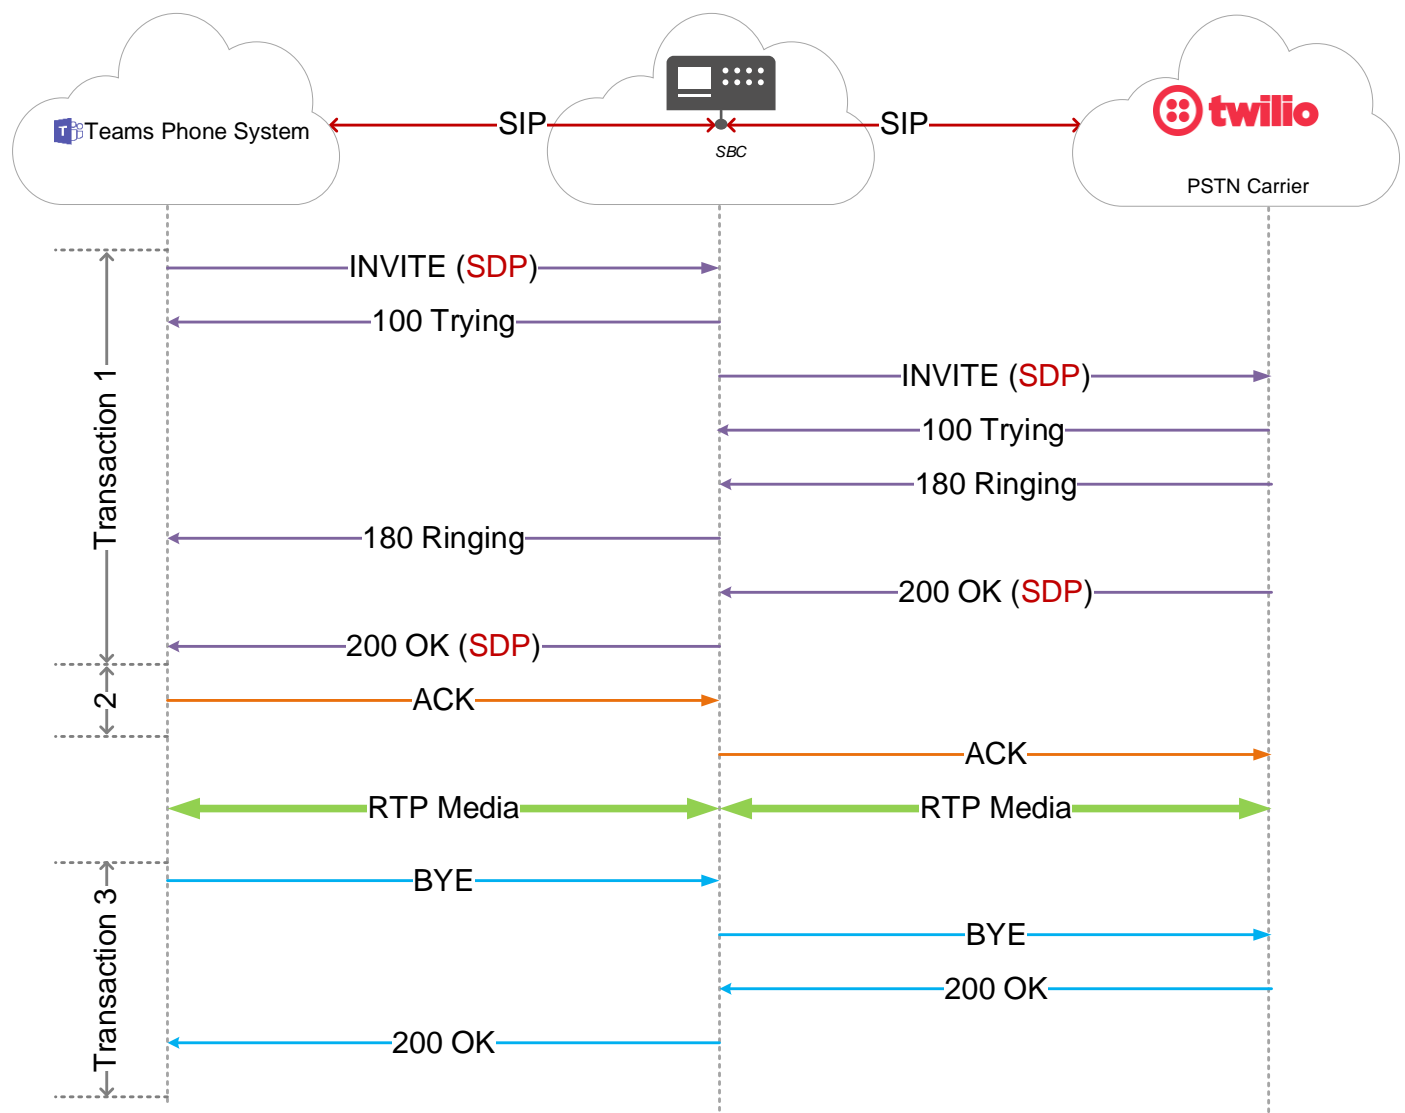 Teams Phone System
SIP
SIP
twilio
SBC
PSTN Carrier
T
INVITE (SDP)
100 Trying
INVITE (SDP)
100 Trying
180 Ringing
180 Ringing
200 OK (SDP)
200 OK (SDP)
Transaction 1
ACK
2
ACK
RTP Media
RTP Media
BYE
BYE
200 OK
200 OK
Transaction 3